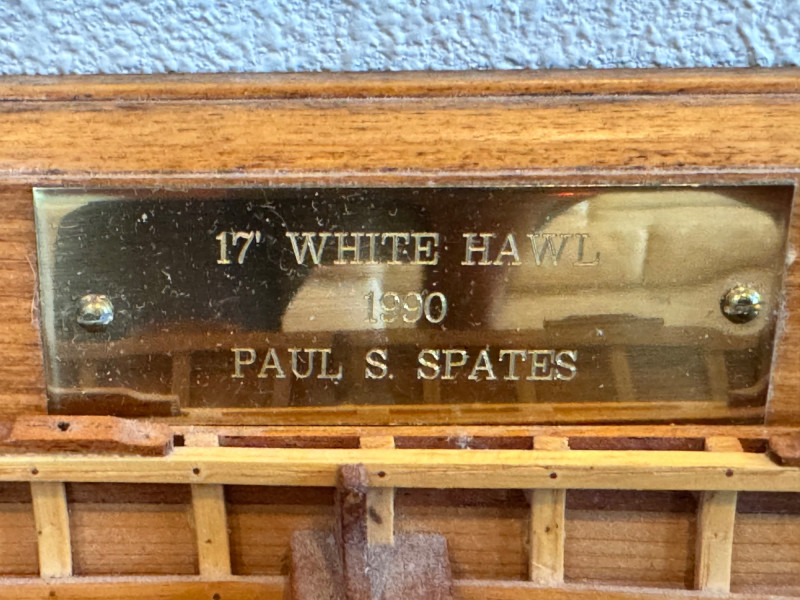 17' WHITE HAWL
1990
PAUL S. SPATES